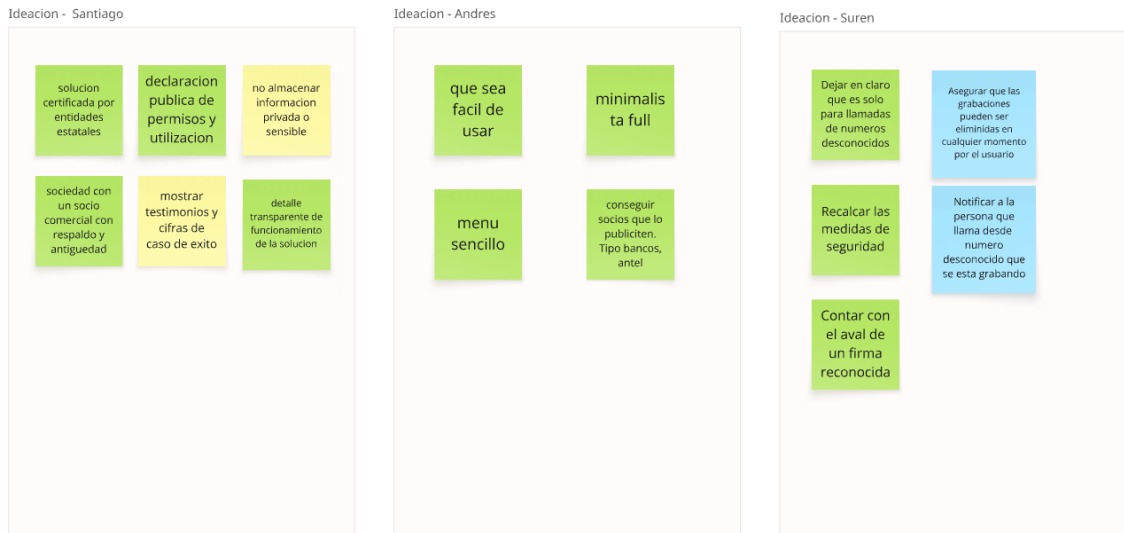 Ideacion - Santiago
solucion
certificada por
entidades
estatales
declaracion
publica de
permisos y
utilizacion
no almacenar
informacion
privada o
sensible
sociedad con
un socio
comercial con
respaldo y
antiguedad
mostrar
testimonios y
cifras de
caso de exito
detalle
transparente de
funcionamiento
de la solucion
Ideacion - Andres
que sea
facil de
usar
minimalis
ta full
menu
sencillo
conseguir
socios que lo
publiciten.
Tipo bancos,
antel
Ideacion - Suren
Dejar en claro
que es solo
para llamadas
de numeros
desconocidos
Asegurar que las
grabaciones
pueden ser
eliminidas en
cualquier momento
por el usuario
Recalcar las
medidas de
seguridad
Notificar a la
persona que
llama desde
numero
desconocido que
se esta grabando
Contar con
el aval de
un firma
reconocida